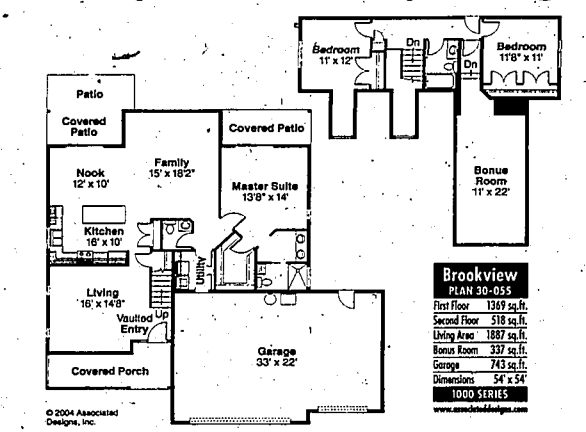 Patio
Covered
Patio
Covered Patio
Nook
12' x 10'
Family
15' x 18'2"
Master Suite
13'8" x 14'
Kitchen
16' x 10'
Utility
Living
16' x 14'8"
Vaulted
Entry
Up
Covered Porch
Garage
33' x 22'
© 2004 Associated
Designs, Inc.
Bedroom
11' x 12'
Dn
Dn
Bedroom
11'8" x 11'
Bonus
Room
11' x 22'
Brookview
PLAN 30-055
First Floor 1369 sq.ft.
Second Floor 518 sq.ft.
Living Area 1887 sq.ft.
Bonus Room 337 sq.ft.
Garage 743 sq.ft.
Dimensions 54' x 54'
1000 SERIES
www.associateddesigns.com